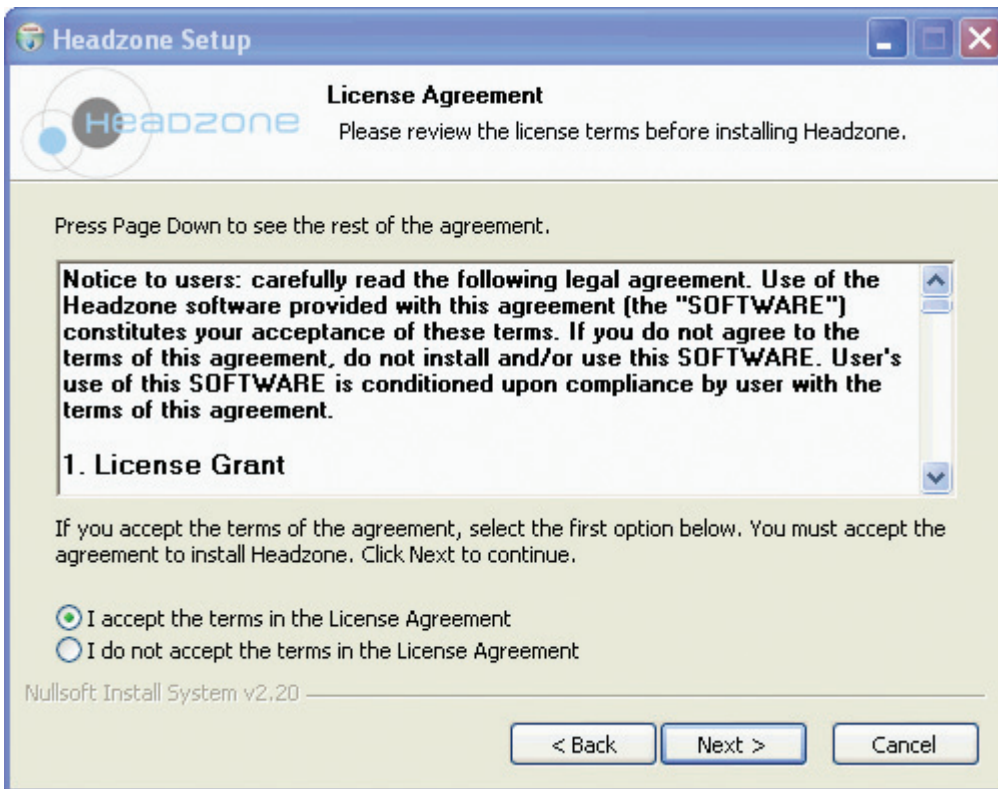 Headzone Setup
HEADZONE
License Agreement
Please review the license terms before installing Headzone.
Press Page Down to see the rest of the agreement.
Notice to users: carefully read the following legal agreement. Use of the
Headzone software provided with this agreement (the "SOFTWARE")
constitutes your acceptance of these terms. If you do not agree to the
terms of this agreement, do not install and/or use this SOFTWARE. User's
use of this SOFTWARE is conditioned upon compliance by user with the
terms of this agreement.
1. License Grant
If you accept the terms of the agreement, select the first option below. You must accept the
agreement to install Headzone. Click Next to continue.
I accept the terms in the License Agreement
I do not accept the terms in the License Agreement
Nullsoft Install System v2.20
< Back
Next >
Cancel